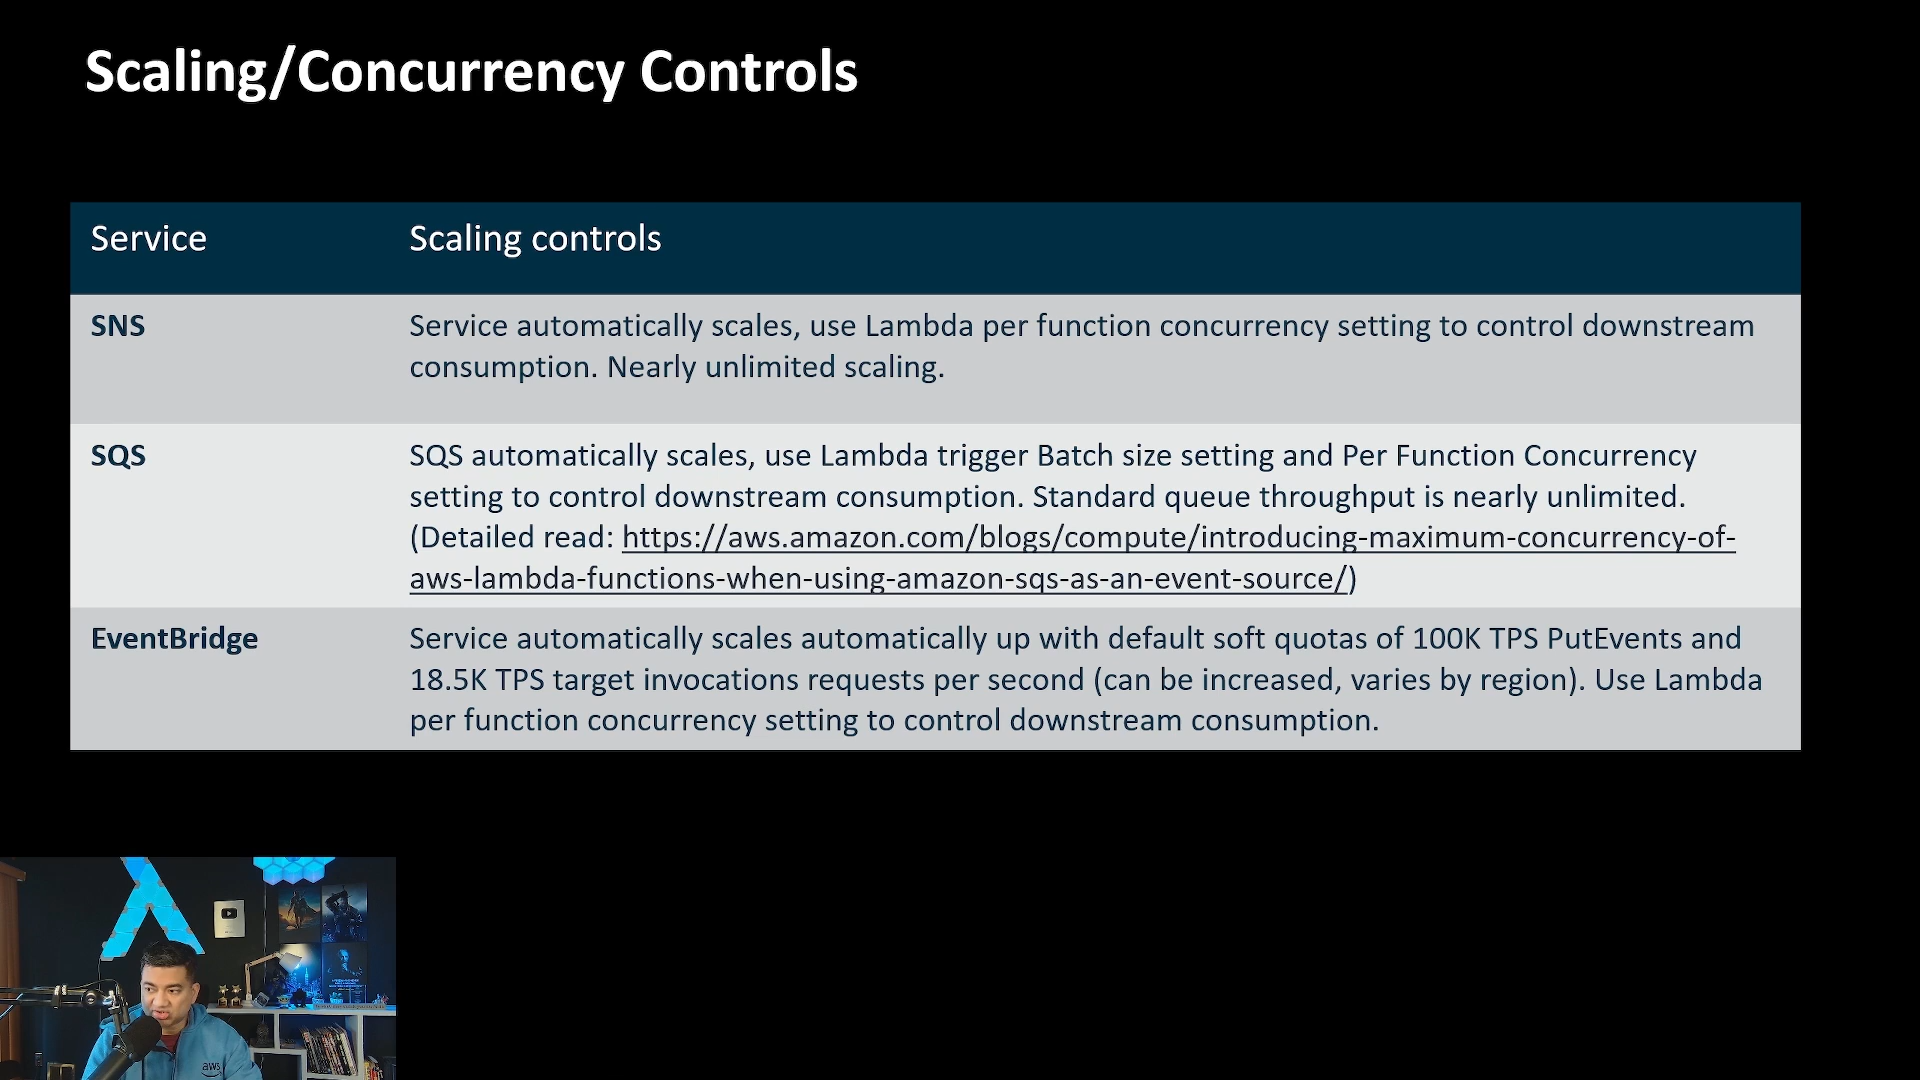 Scaling/Concurrency Controls
Service
Scaling controls
SNS
Service automatically scales, use Lambda per function concurrency setting to control downstream
consumption. Nearly unlimited scaling.
SQS
SQS automatically scales, use Lambda trigger Batch size setting and Per Function Concurrency
setting to control downstream consumption. Standard queue throughput is nearly unlimited.
(Detailed read: https://aws.amazon.com/blogs/compute/introducing-maximum-concurrency-of-
aws-lambda-functions-when-using-amazon-sqs-as-an-event-source/)
EventBridge
Service automatically scales automatically up with default soft quotas of 100K TPS PutEvents and
18.5K TPS target invocations requests per second (can be increased, varies by region). Use Lambda
per function concurrency setting to control downstream consumption.
aws